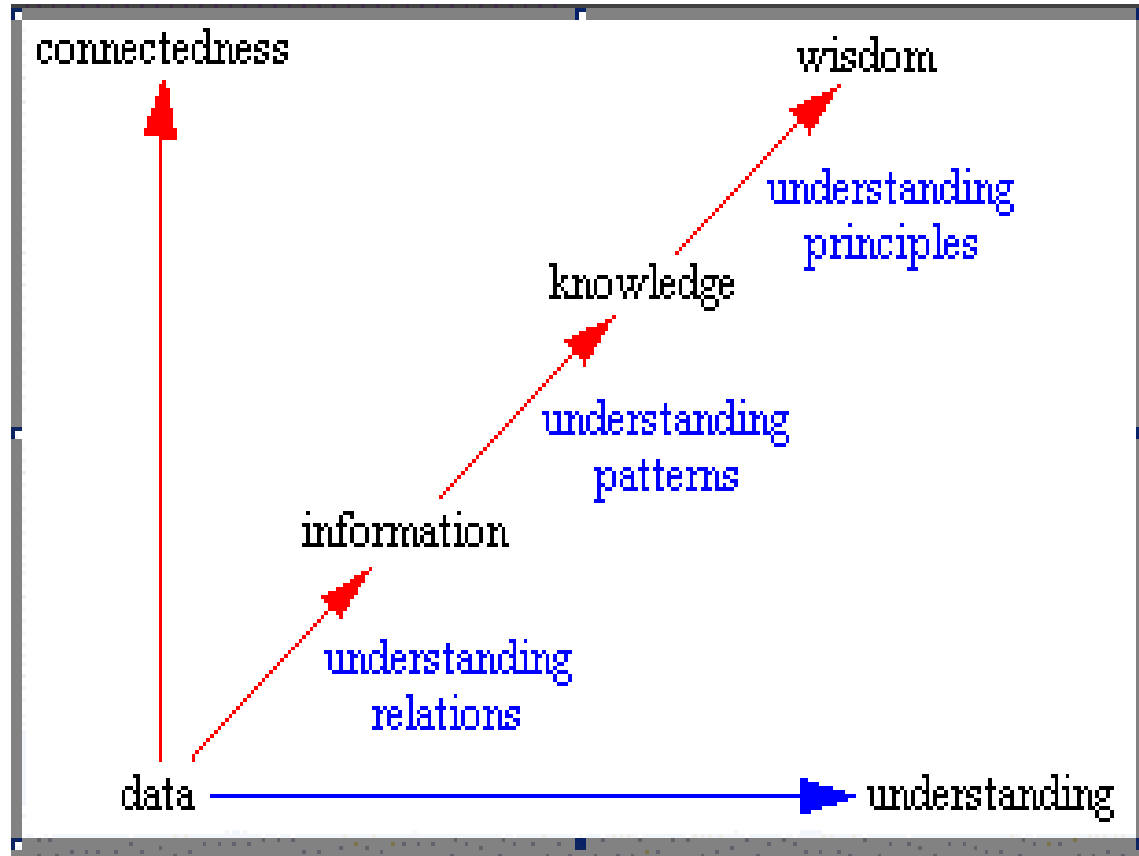 connectedness
wisdom
understanding
principles
knowledge
understanding
patterns
information
understanding
relations
data
understanding